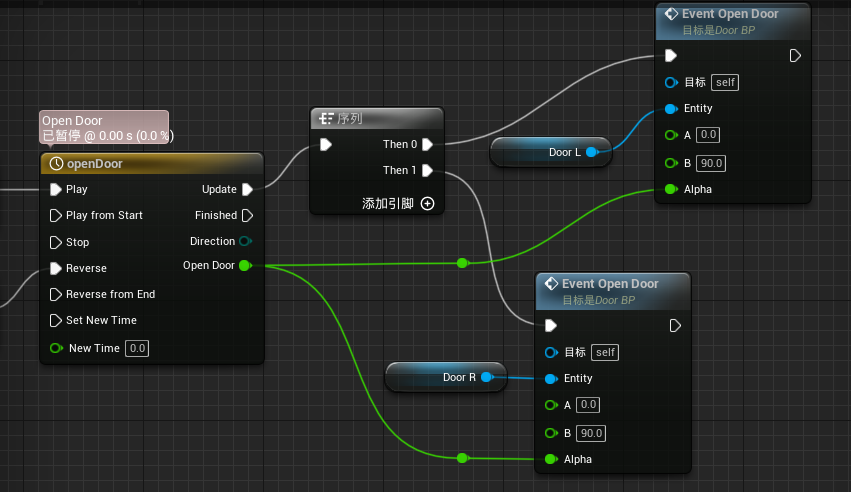 Event Open Door
目标是Door BP
目标 self
Entity
A 0.0
B 90.0
Alpha
Open Door
已暂停 @ 0.00 s (0.0 %)
openDoor
Play
Update
Play from Start
Finished
Stop
Direction
Reverse
Open Door
Reverse from End
Set New Time
New Time 0.0
序列
Then 0
Then 1
添加引脚
Door L
Event Open Door
目标是Door BP
目标 self
Entity
A 0.0
B 90.0
Alpha
Door R